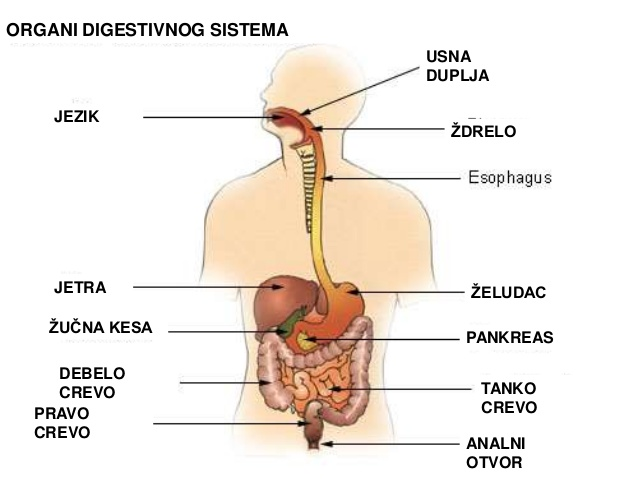 ORGANI DIGESTIVNOG SISTEMA
USNA
DUPLJA
JEZIK
ŽDRELO
Esophagus
JETRA
ŽELUDAC
ŽUČNA KESA
PANKREAS
DEBELO
CREVO
TANKO
CREVO
PRAVO
CREVO
ANALNI
OTVOR